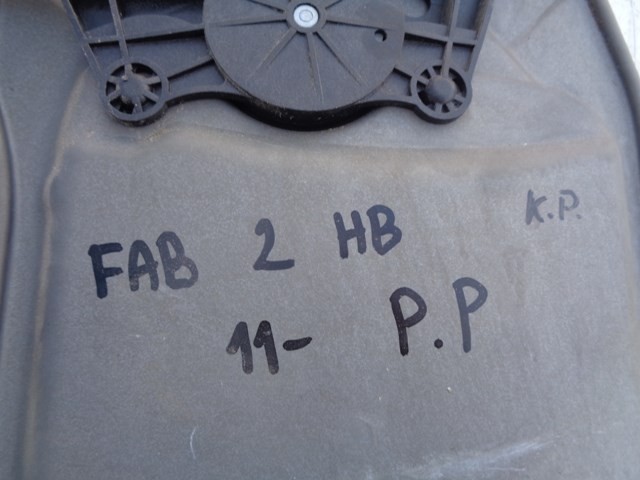 FAB 2 HB K.P.
11- P.P